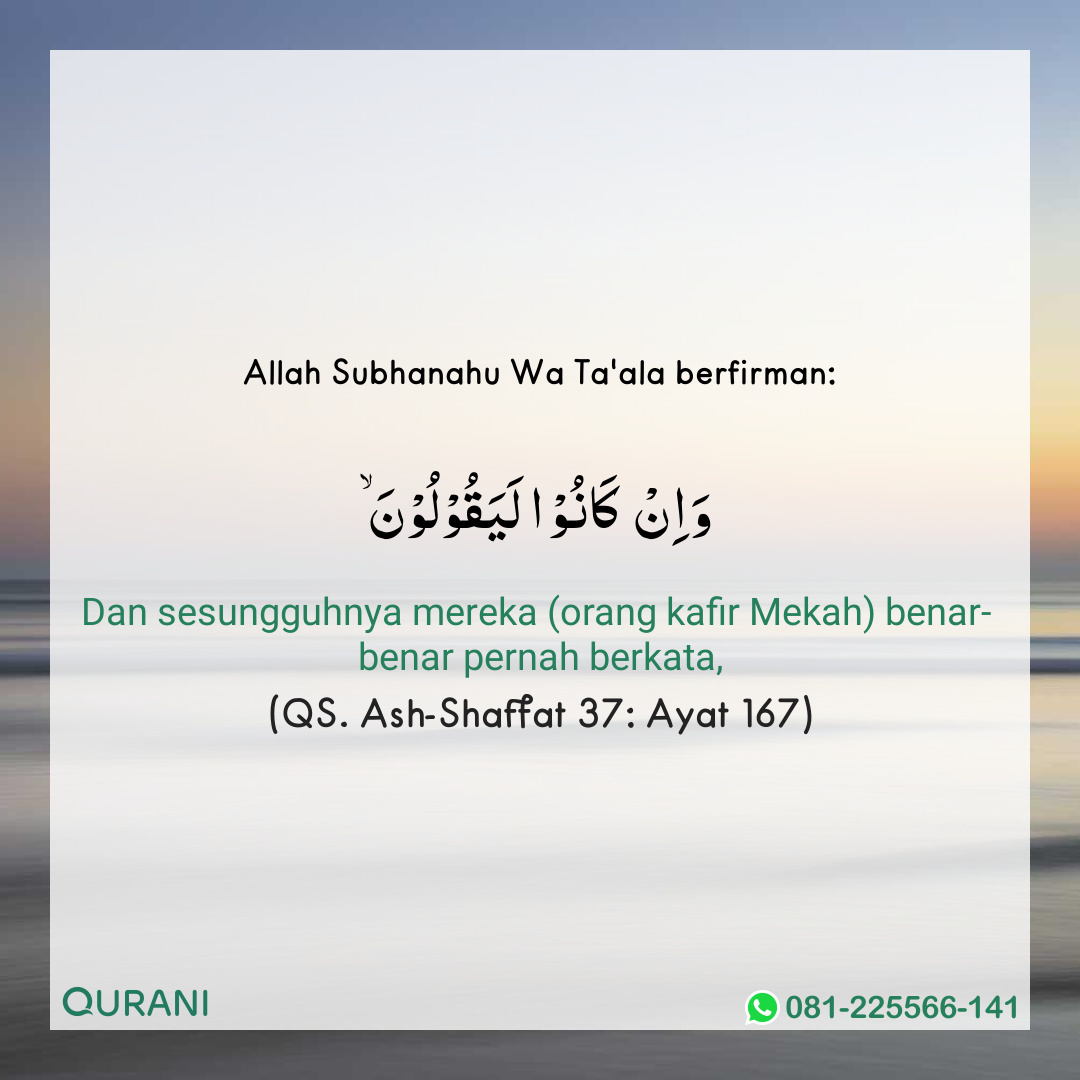 Allah Subhanahu Wa Ta'ala berfirman:
وَاِنْ كَانُوْا لَيَقُوْلُوْنَۙ
Dan sesungguhnya mereka (orang kafir Mekah) benar-
benar pernah berkata,
(QS. Ash-Shaffat 37: Ayat 167)
QURANI
081-225566-141